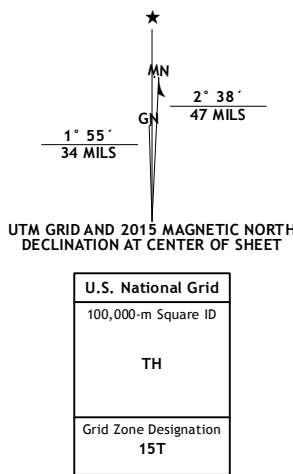 ★
MN
GN
2° 38´
47 MILS
1° 55´
34 MILS
UTM GRID AND 2015 MAGNETIC NORTH
DECLINATION AT CENTER OF SHEET
U.S. National Grid
100,000-m Square ID
TH
Grid Zone Designation
15T